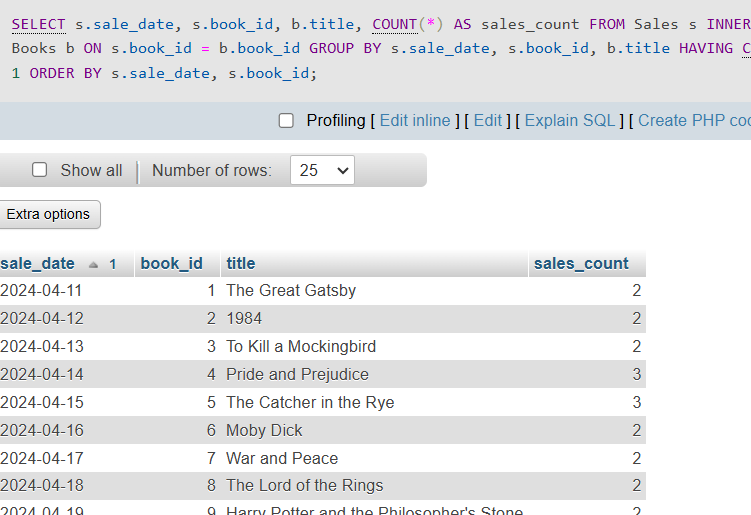 SELECT s.sale_date, s.book_id, b.title, COUNT(*) AS sales_count FROM Sales s INNER
Books b ON s.book_id = b.book_id GROUP BY s.sale_date, s.book_id, b.title HAVING C
1 ORDER BY s.sale_date, s.book_id;
Profiling [ Edit inline ] [ Edit ] [ Explain SQL ] [ Create PHP co
Show all Number of rows: 25
Extra options
sale_date 1 book_id title sales_count
2024-04-11 1 The Great Gatsby 2
2024-04-12 2 1984 2
2024-04-13 3 To Kill a Mockingbird 2
2024-04-14 4 Pride and Prejudice 3
2024-04-15 5 The Catcher in the Rye 3
2024-04-16 6 Moby Dick 2
2024-04-17 7 War and Peace 2
2024-04-18 8 The Lord of the Rings 2
2024-04-19 9 Harry Potter and the Philosopher's Stone 2